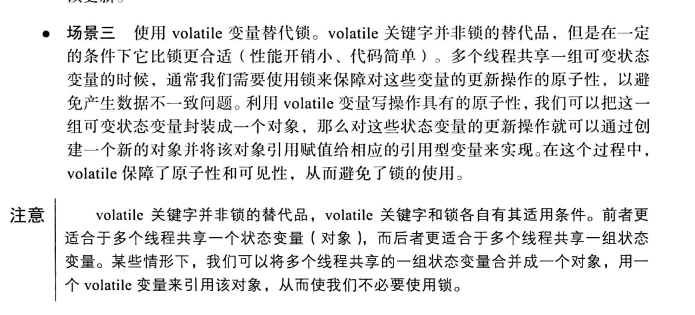 ● 场景三 使用 volatile 变量替代锁。volatile 关键字并非锁的替代品，但是在一定
的条件下它比锁更合适（性能开销小、代码简单）。多个线程共享一组可变状态
变量的时候，通常我们需要使用锁来保障对这些变量的更新操作的原子性，以避
免产生数据不一致问题。利用 volatile 变量写操作具有的原子性，我们可以把这一
组可变状态变量封装成一个对象，那么对这些状态变量的更新操作就可以通过创
建一个新的对象并将该对象引用赋值给相应的引用型变量来实现。在这个过程中，
volatile 保障了原子性和可见性，从而避免了锁的使用。
注意 volatile 关键字并非锁的替代品，volatile 关键字和锁各自有其适用条件。前者更
适合于多个线程共享一个状态变量（对象），而后者更适合于多个线程共享一组状态
变量。某些情形下，我们可以将多个线程共享的一组状态变量合并成一个对象，用一
个 volatile 变量来引用该对象，从而使我们不必要使用锁。